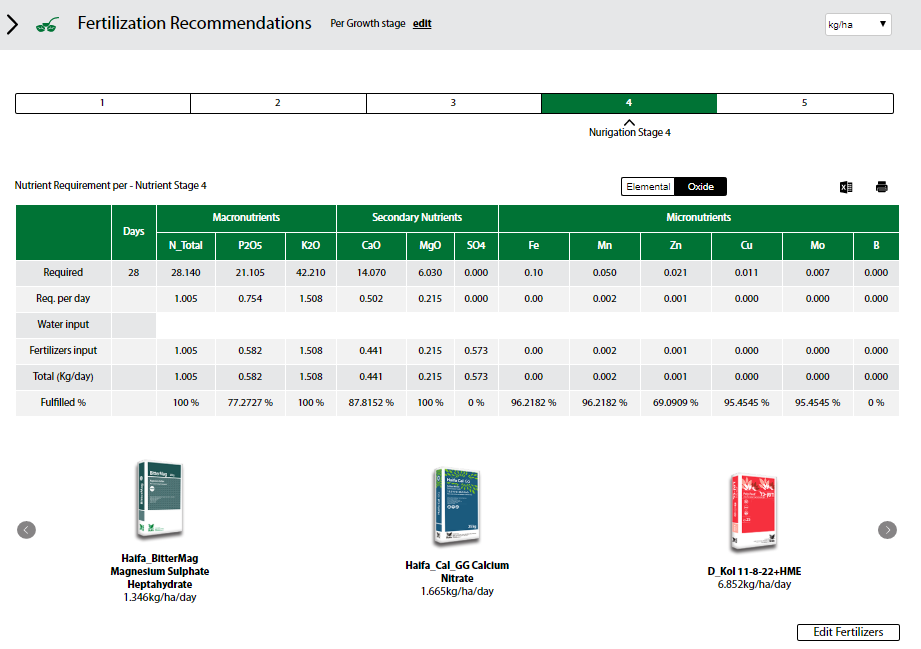 Fertilization Recommendations Per Growth stage edit kg/ha
1 2 3 4 5
Nurigation Stage 4
Nutrient Requirement per - Nutrient Stage 4 Elemental Oxide
Days Macronutrients Secondary Nutrients Micronutrients
N_Total P2O5 K2O CaO MgO SO4 Fe Mn Zn Cu Mo B
Required 28 28.140 21.105 42.210 14.070 6.030 0.000 0.10 0.050 0.021 0.011 0.007 0.000
Req. per day 1.005 0.754 1.508 0.502 0.215 0.000 0.00 0.002 0.001 0.000 0.000 0.000
Water input
Fertilizers input 1.005 0.582 1.508 0.441 0.215 0.573 0.00 0.002 0.001 0.000 0.000 0.000
Total (Kg/day) 1.005 0.582 1.508 0.441 0.215 0.573 0.00 0.002 0.001 0.000 0.000 0.000
Fulfilled % 100 % 77.2727 % 100 % 87.8152 % 100 % 0 % 96.2182 % 96.2182 % 69.0909 % 95.4545 % 95.4545 % 0 %
BitterMag
Haifa Cal GG
Haifa_BitterMag
Magnesium Sulphate
Heptahydrate
1.346kg/ha/day
Haifa_Cal_GG Calcium
Nitrate
1.665kg/ha/day
D_Kol 11-8-22+HME
6.852kg/ha/day
Edit Fertilizers